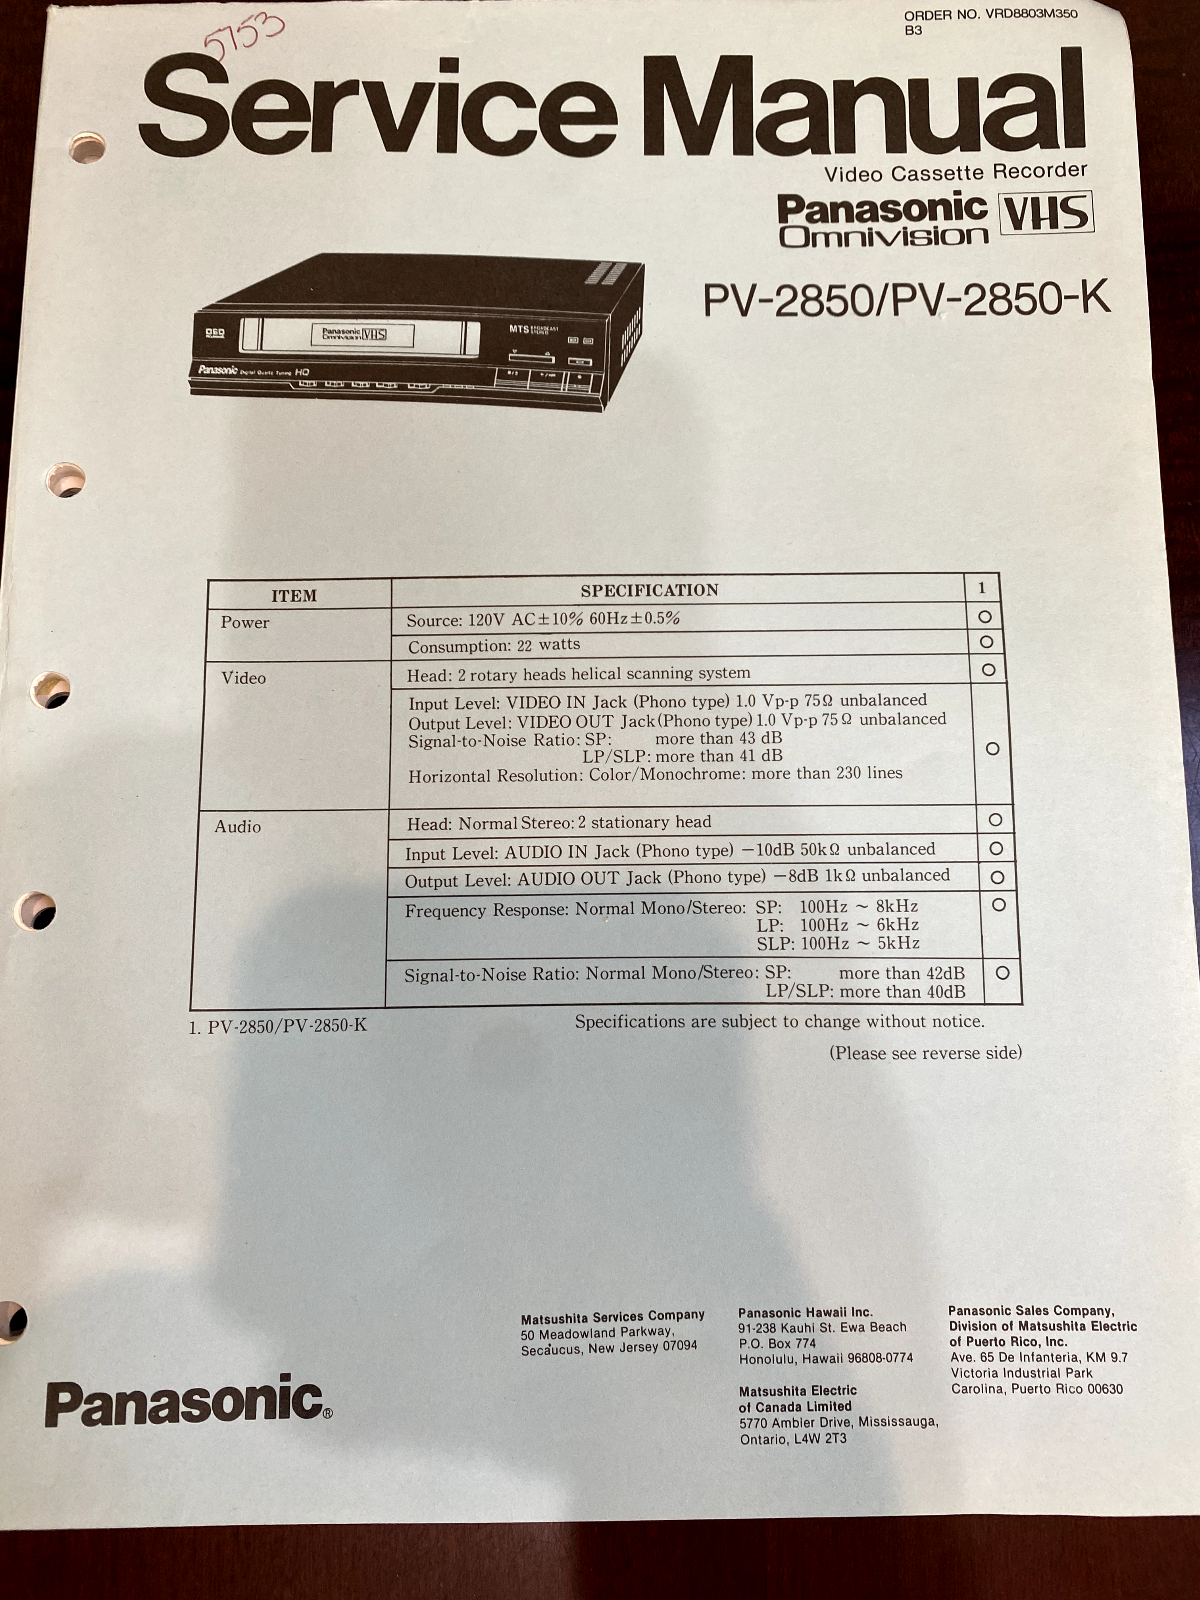 5753
ORDER NO. VRD8803M350
B3
Service Manual
Video Cassette Recorder
Panasonic VHS
Omnivision
PV-2850/PV-2850-K
MTS BROADCAST STEREO
Panasonic VHS
Omnivision
Panasonic Digital Quartz Tuning HQ
ITEM SPECIFICATION 1
Power Source: 120V AC±10% 60Hz±0.5% O
Consumption: 22 watts O
Video Head: 2 rotary heads helical scanning system O
Input Level: VIDEO IN Jack (Phono type) 1.0 Vp-p 75Ω unbalanced
Output Level: VIDEO OUT Jack (Phono type) 1.0 Vp-p 75Ω unbalanced
Signal-to-Noise Ratio: SP: more than 43 dB
LP/SLP: more than 41 dB O
Horizontal Resolution: Color/Monochrome: more than 230 lines
Audio Head: Normal Stereo: 2 stationary head O
Input Level: AUDIO IN Jack (Phono type) −10dB 50kΩ unbalanced O
Output Level: AUDIO OUT Jack (Phono type) −8dB 1kΩ unbalanced O
Frequency Response: Normal Mono/Stereo: SP: 100Hz ~ 8kHz O
LP: 100Hz ~ 6kHz
SLP: 100Hz ~ 5kHz
Signal-to-Noise Ratio: Normal Mono/Stereo: SP: more than 42dB O
LP/SLP: more than 40dB
1. PV-2850/PV-2850-K Specifications are subject to change without notice.
(Please see reverse side)
Matsushita Services Company
50 Meadowland Parkway,
Secaucus, New Jersey 07094
Panasonic Hawaii Inc.
91-238 Kauhi St. Ewa Beach
P.O. Box 774
Honolulu, Hawaii 96808-0774
Matsushita Electric
of Canada Limited
5770 Ambler Drive, Mississauga,
Ontario, L4W 2T3
Panasonic Sales Company,
Division of Matsushita Electric
of Puerto Rico, Inc.
Ave. 65 De Infanteria, KM 9.7
Victoria Industrial Park
Carolina, Puerto Rico 00630
Panasonic®